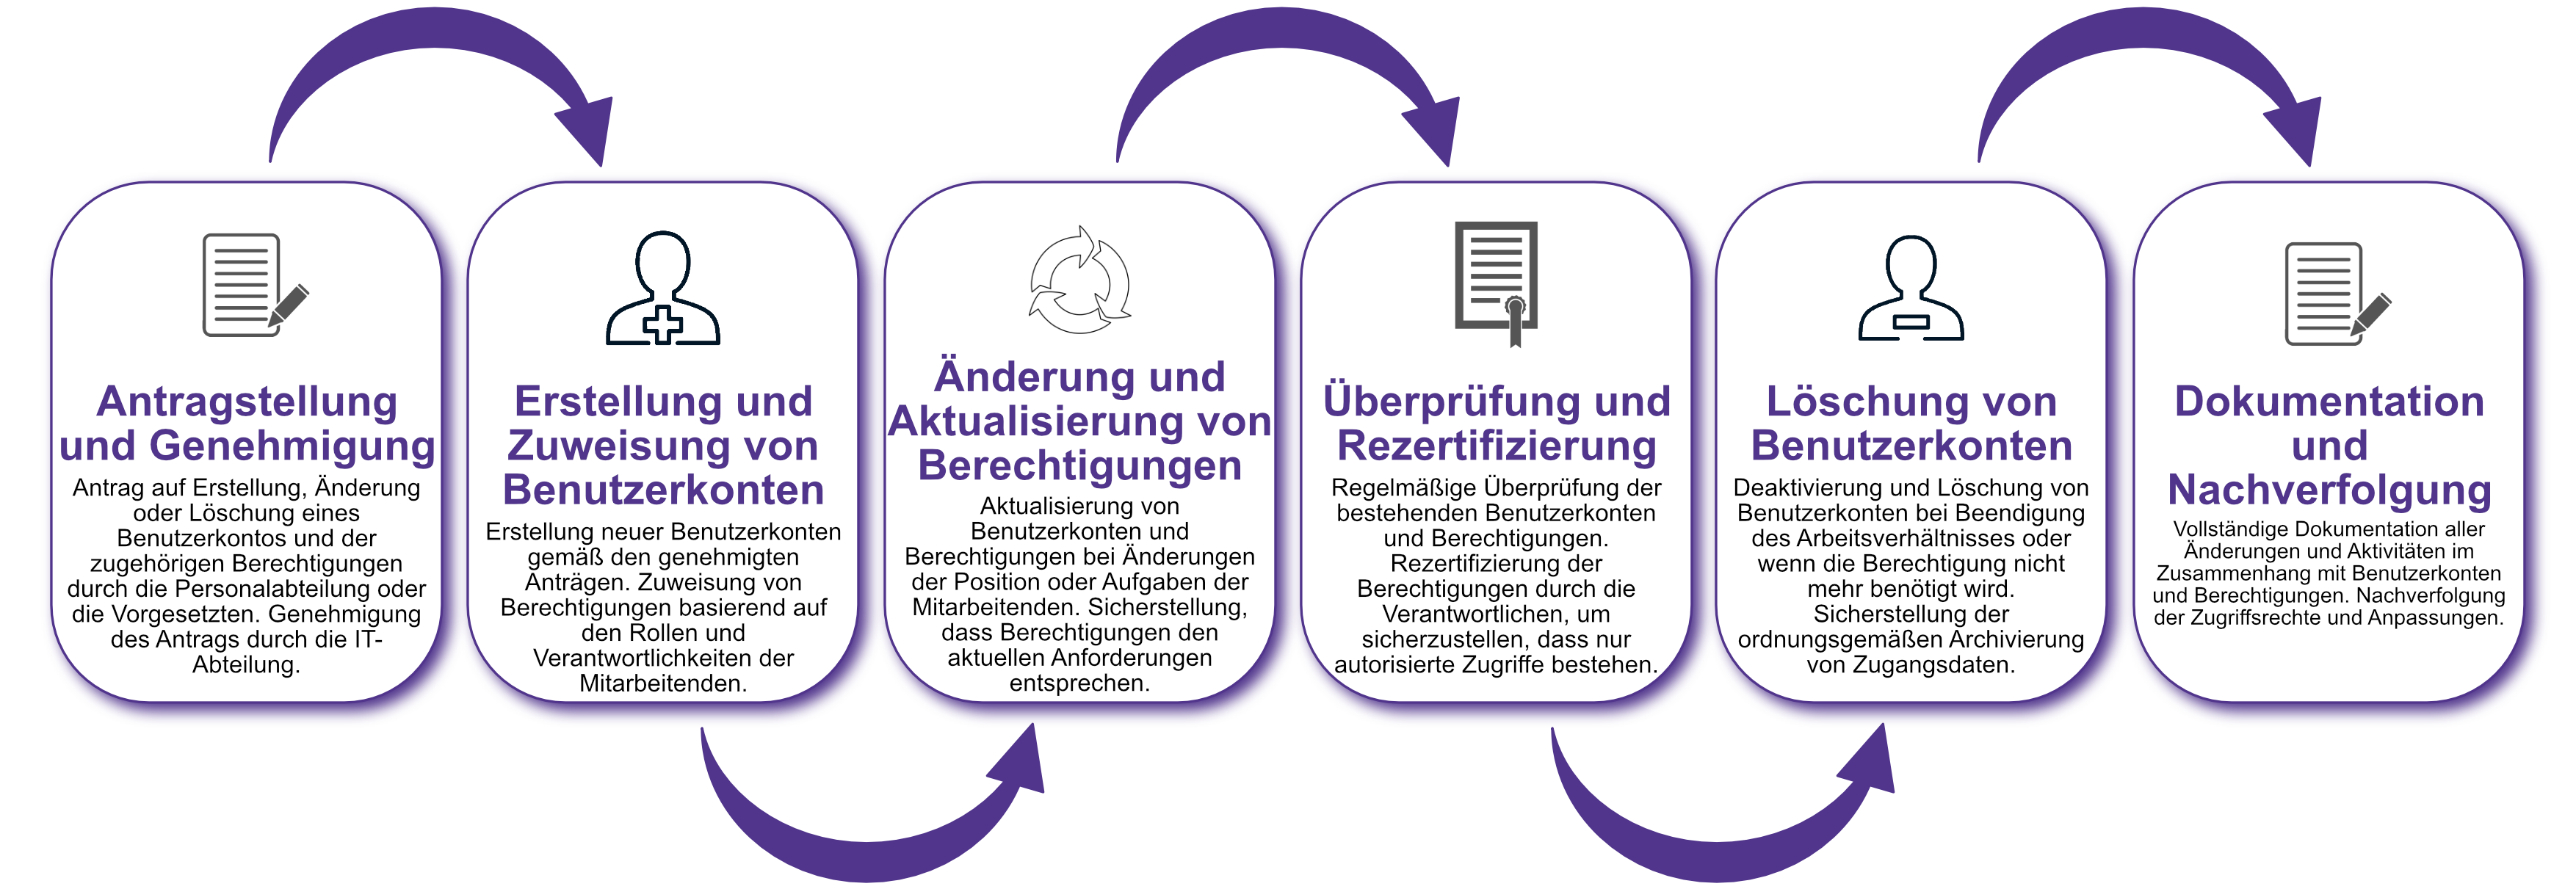 Antragstellung
und Genehmigung
Antrag auf Erstellung, Änderung
oder Löschung eines
Benutzerkontos und der
zugehörigen Berechtigungen
durch die Personalabteilung oder
die Vorgesetzten. Genehmigung
des Antrags durch die IT-
Abteilung.
Erstellung und
Zuweisung von
Benutzerkonten
Erstellung neuer Benutzerkonten
gemäß den genehmigten
Anträgen. Zuweisung von
Berechtigungen basierend auf
den Rollen und
Verantwortlichkeiten der
Mitarbeitenden.
Änderung und
Aktualisierung von
Berechtigungen
Aktualisierung von
Benutzerkonten und
Berechtigungen bei Änderungen
der Position oder Aufgaben der
Mitarbeitenden. Sicherstellung,
dass Berechtigungen den
aktuellen Anforderungen
entsprechen.
Überprüfung und
Rezertifizierung
Regelmäßige Überprüfung der
bestehenden Benutzerkonten
und Berechtigungen.
Rezertifizierung der
Berechtigungen durch die
Verantwortlichen, um
sicherzustellen, dass nur
autorisierte Zugriffe bestehen.
Löschung von
Benutzerkonten
Deaktivierung und Löschung von
Benutzerkonten bei Beendigung
des Arbeitsverhältnisses oder
wenn die Berechtigung nicht
mehr benötigt wird.
Sicherstellung der
ordnungsgemäßen Archivierung
von Zugangsdaten.
Dokumentation
und
Nachverfolgung
Vollständige Dokumentation aller
Änderungen und Aktivitäten im
Zusammenhang mit Benutzerkonten
und Berechtigungen. Nachverfolgung
der Zugriffsrechte und Anpassungen.